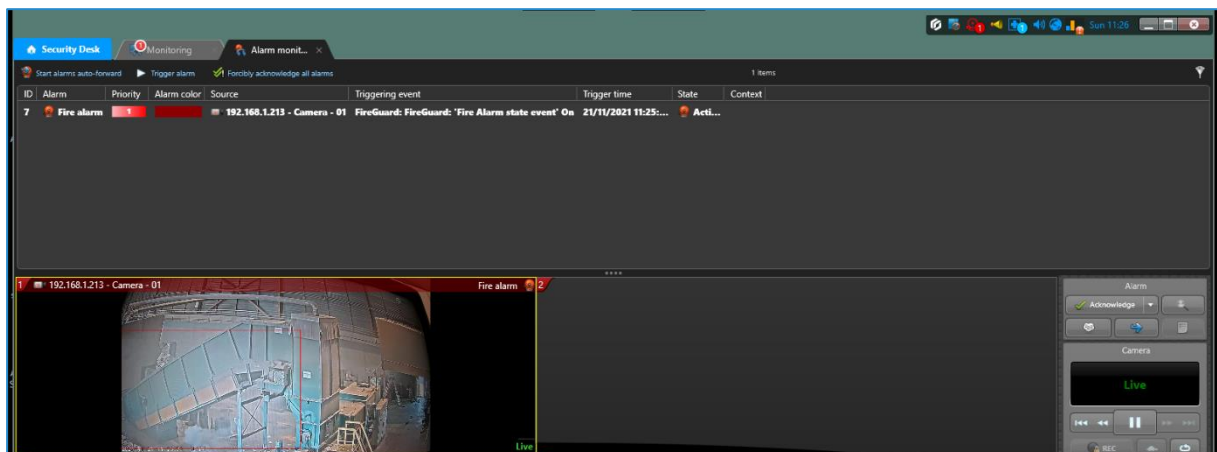 Sun 11:26
Security Desk Monitoring Alarm monit...
Start alarms auto-forward Trigger alarm Forcibly acknowledge all alarms 1 items
ID Alarm Priority Alarm color Source Triggering event Trigger time State Context
7 Fire alarm 1 192.168.1.213 - Camera - 01 FireGuard: FireGuard: 'Fire Alarm state event' On 21/11/2021 11:25:... Acti...
1 192.168.1.213 - Camera - 01 Fire alarm 2
Alarm
Acknowledge
Camera
Live
Live
REC